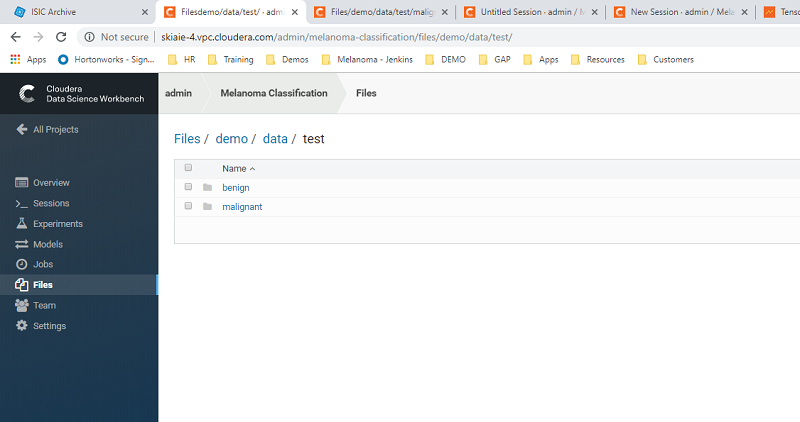 ISIC Archive
Filesdemo/data/test/ · adm
Files/demo/data/test/malign
Untitled Session · admin / M
New Session · admin / Mela
Tenso
Not secure
skiaie-4.vpc.cloudera.com/admin/melanoma-classification/files/demo/data/test/
Apps
Hortonworks - Sign...
HR
Training
Demos
Melanoma - Jenkins
DEMO
GAP
Apps
Resources
Customers
Cloudera
Data Science Workbench
admin
Melanoma Classification
Files
All Projects
Files / demo / data / test
Name
benign
malignant
Overview
Sessions
Experiments
Models
Jobs
Files
Team
Settings